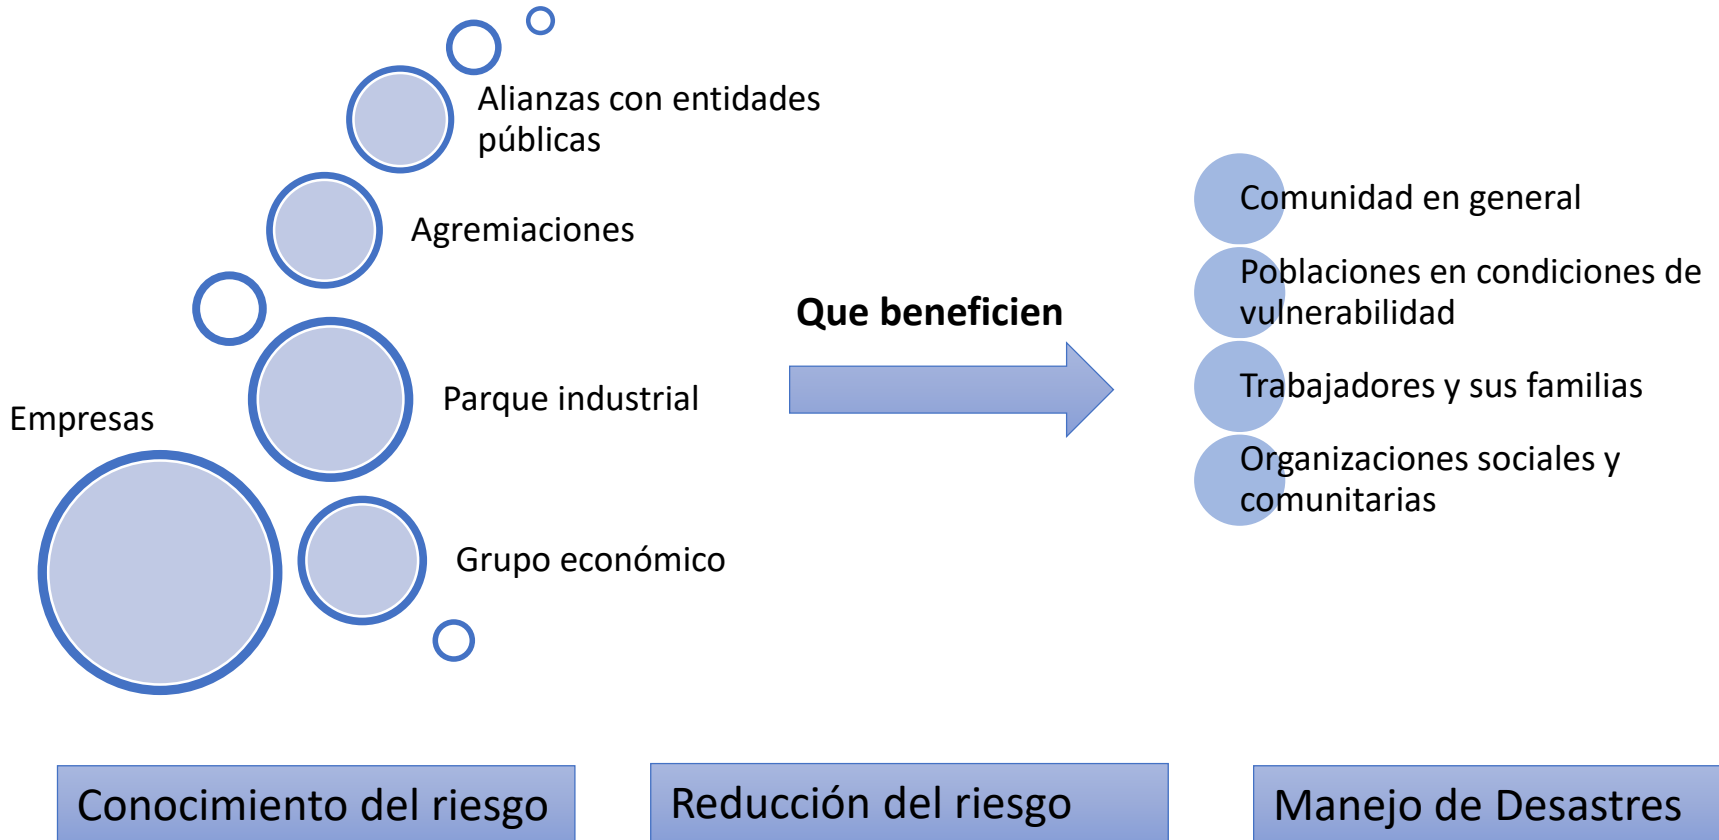 Alianzas con entidades
públicas
Agremiaciones
Parque industrial
Empresas
Grupo económico
Que beneficien
Comunidad en general
Poblaciones en condiciones de
vulnerabilidad
Trabajadores y sus familias
Organizaciones sociales y
comunitarias
Conocimiento del riesgo
Reducción del riesgo
Manejo de Desastres